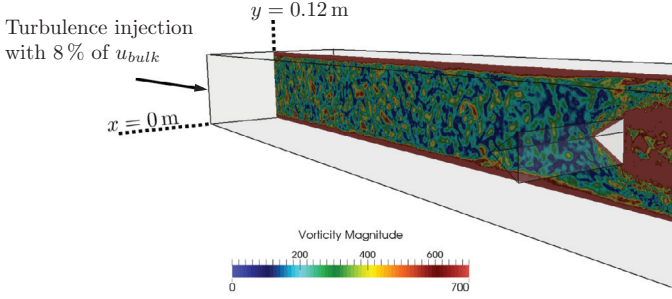 y = 0.12 m
Turbulence injection
with 8 % of u_bulk
x = 0 m
Vorticity Magnitude
200 400 600
0 700